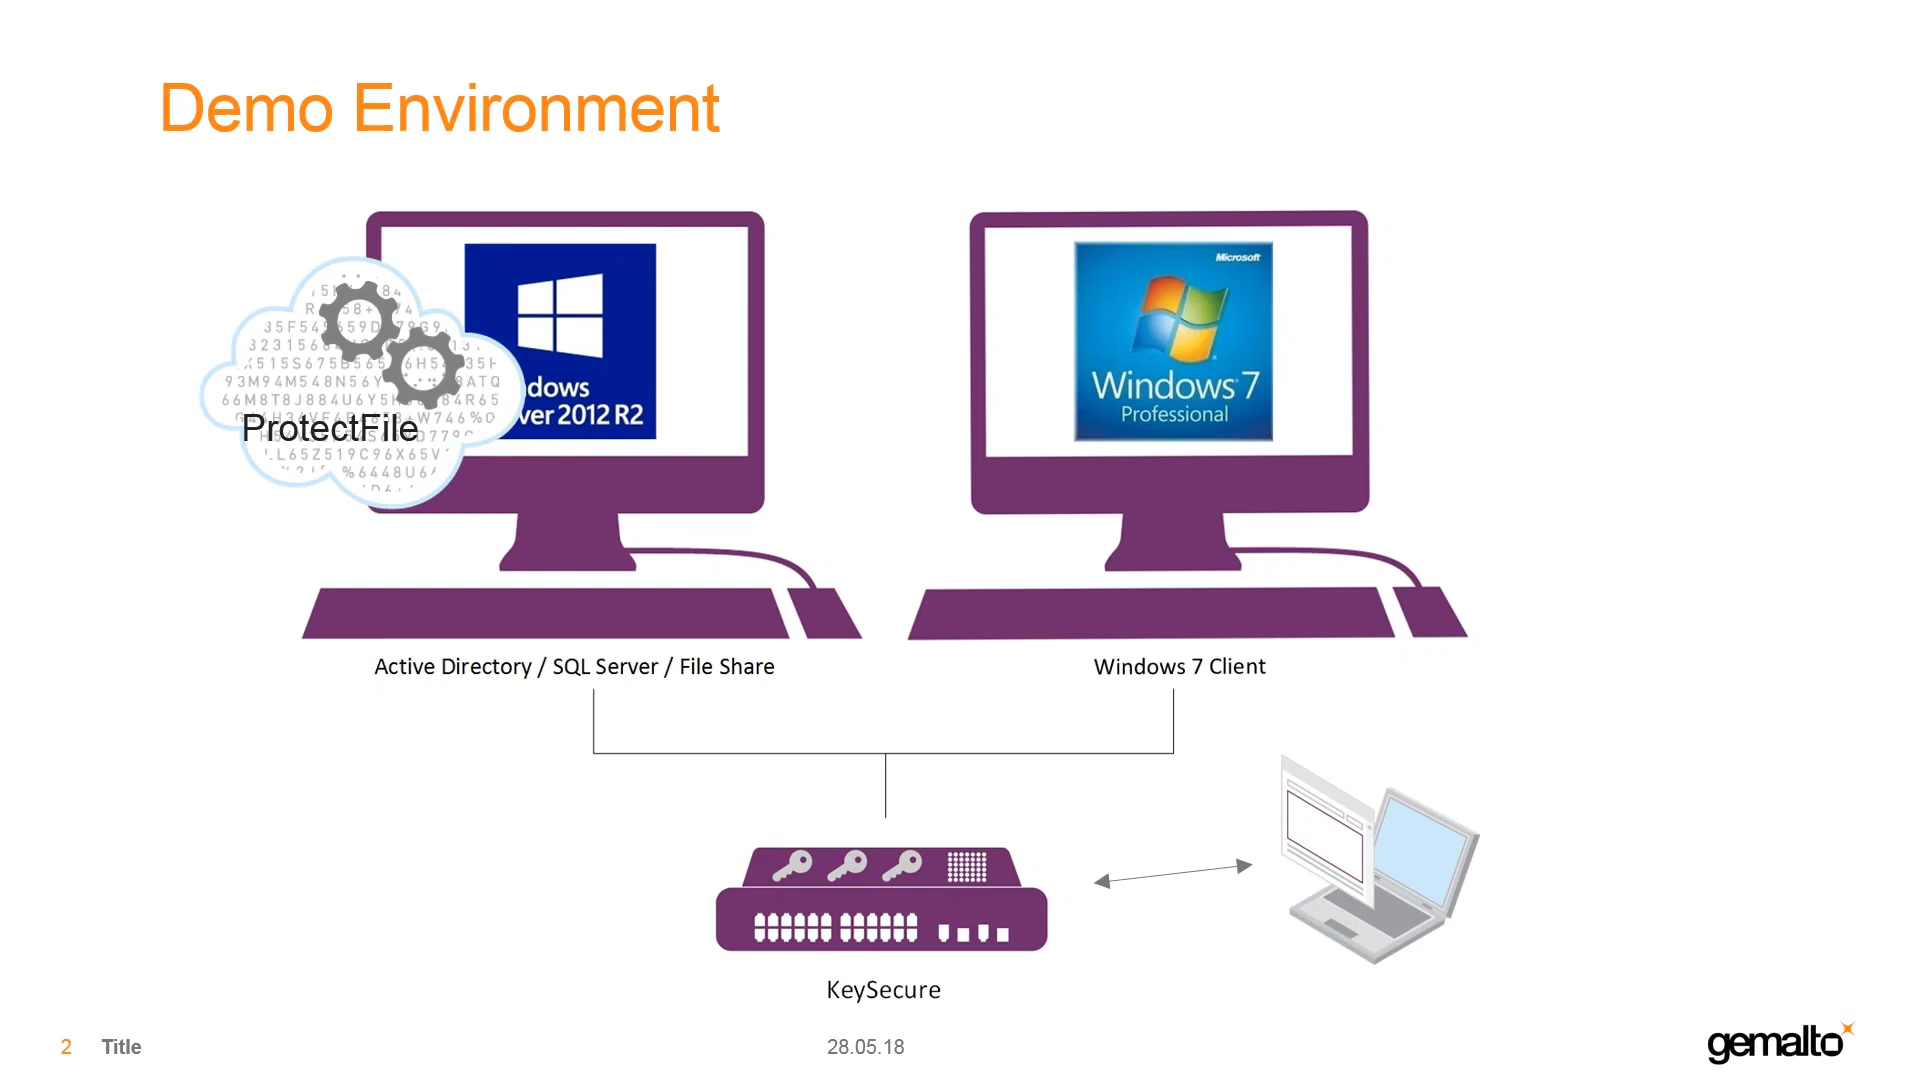 Demo Environment
dows
ver 2012 R2
ProtectFile
Microsoft
Windows 7
Professional
Active Directory / SQL Server / File Share
Windows 7 Client
KeySecure
2 Title
28.05.18
gemalto